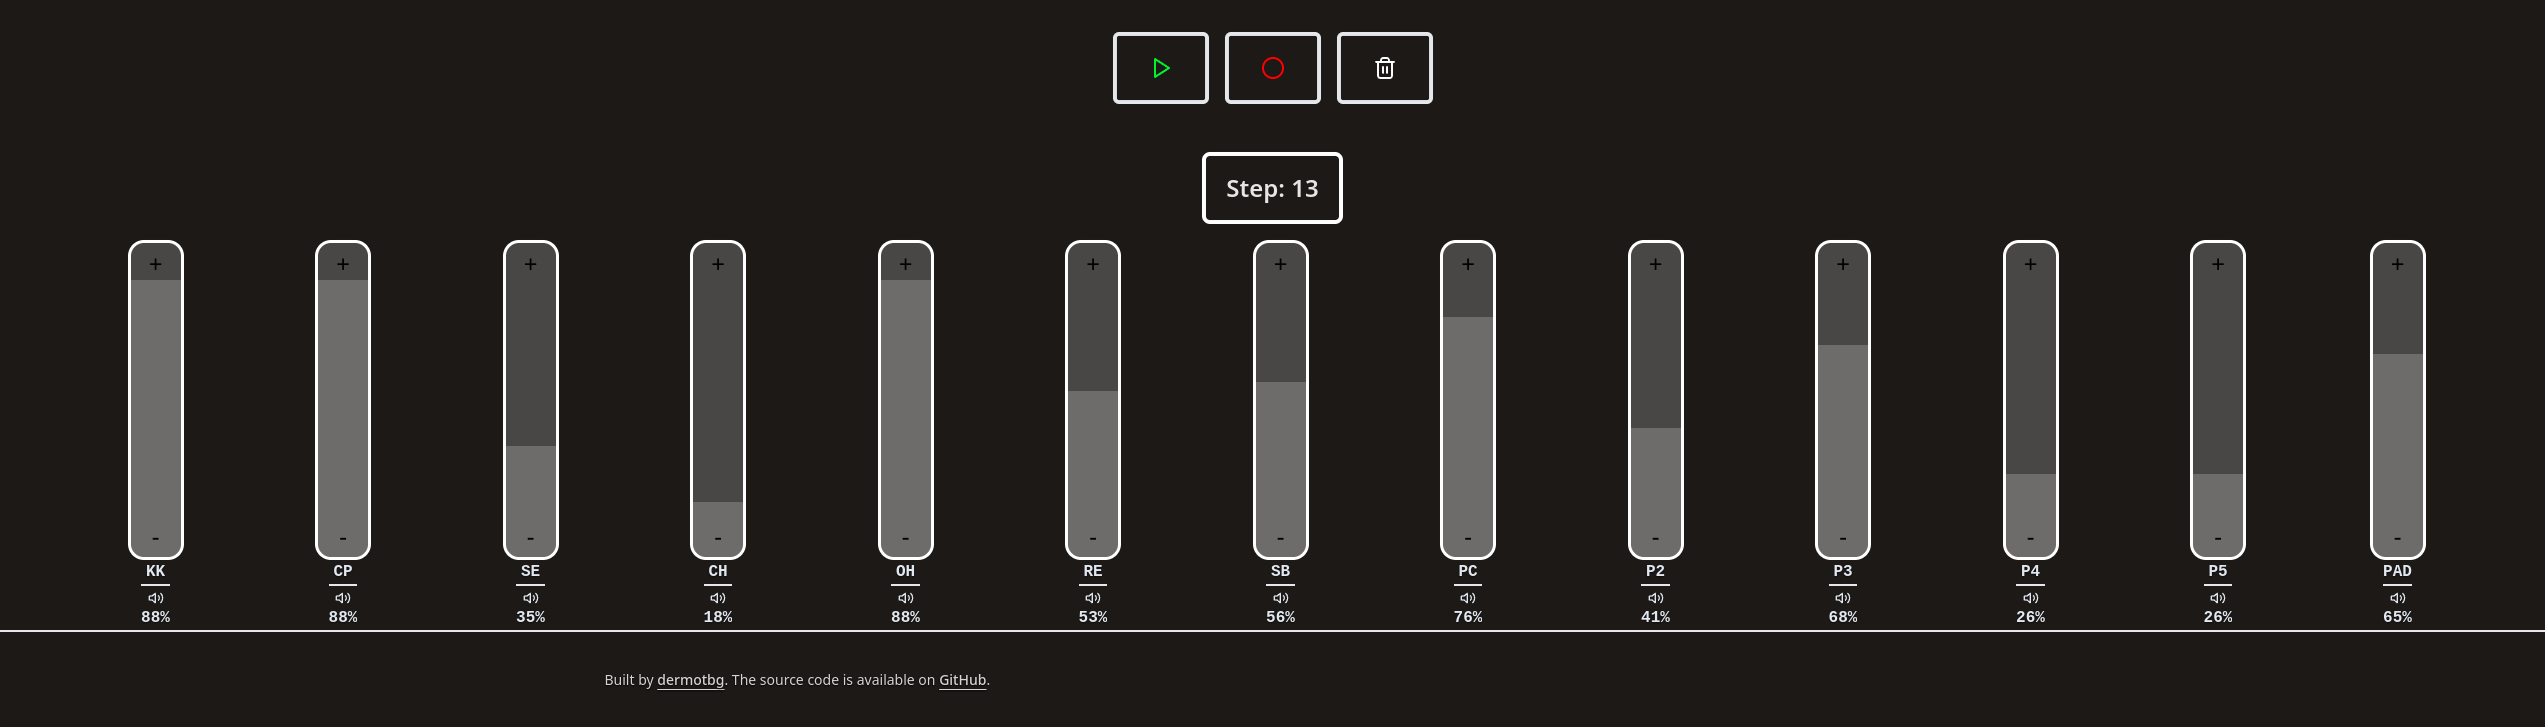 Step: 13
+ + + + + + + + + + + + +
- - - - - - - - - - - - -
KK CP SE CH OH RE SB PC P2 P3 P4 P5 PAD
88% 88% 35% 18% 88% 53% 56% 76% 41% 68% 26% 26% 65%
Built by dermotbg. The source code is available on GitHub.